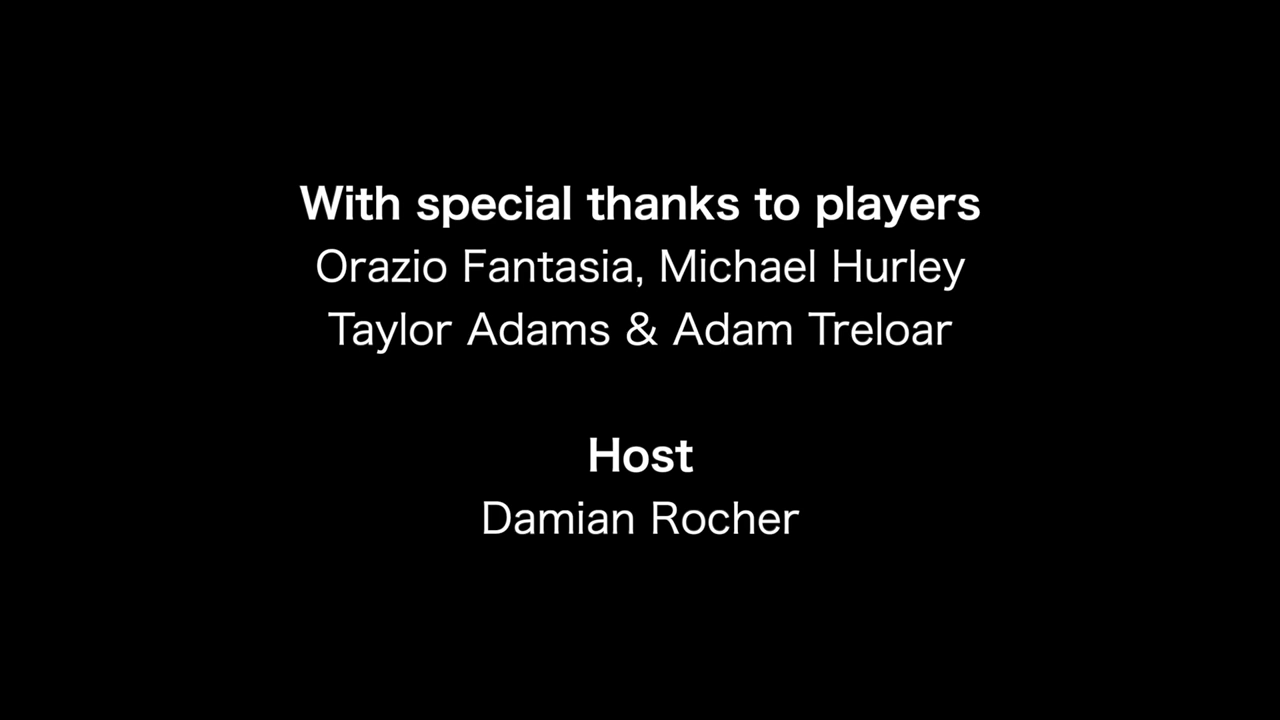 With special thanks to players
Orazio Fantasia, Michael Hurley
Taylor Adams & Adam Treloar
Host
Damian Rocher